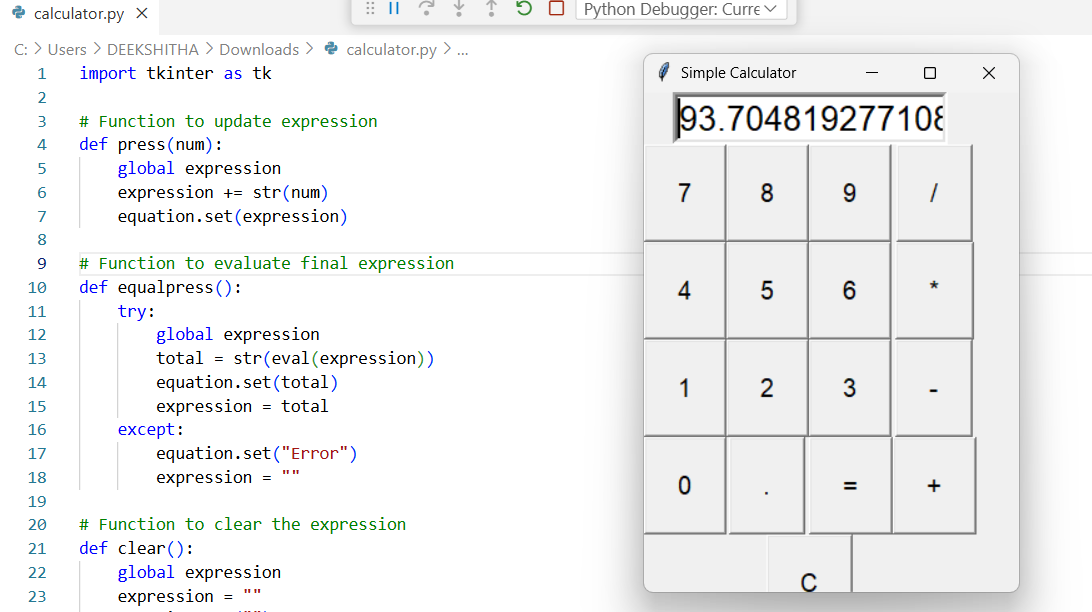 calculator.py
Python Debugger: Curre
C: > Users > DEEKSHITHA > Downloads > calculator.py > ...
1 import tkinter as tk
2
3 # Function to update expression
4 def press(num):
5 global expression
6 expression += str(num)
7 equation.set(expression)
8
9 # Function to evaluate final expression
10 def equalpress():
11 try:
12 global expression
13 total = str(eval(expression))
14 equation.set(total)
15 expression = total
16 except:
17 equation.set("Error")
18 expression = ""
19
20 # Function to clear the expression
21 def clear():
22 global expression
23 expression = ""
Simple Calculator
93.704819277108
7 8 9 /
4 5 6 *
1 2 3 -
0 . = +
C